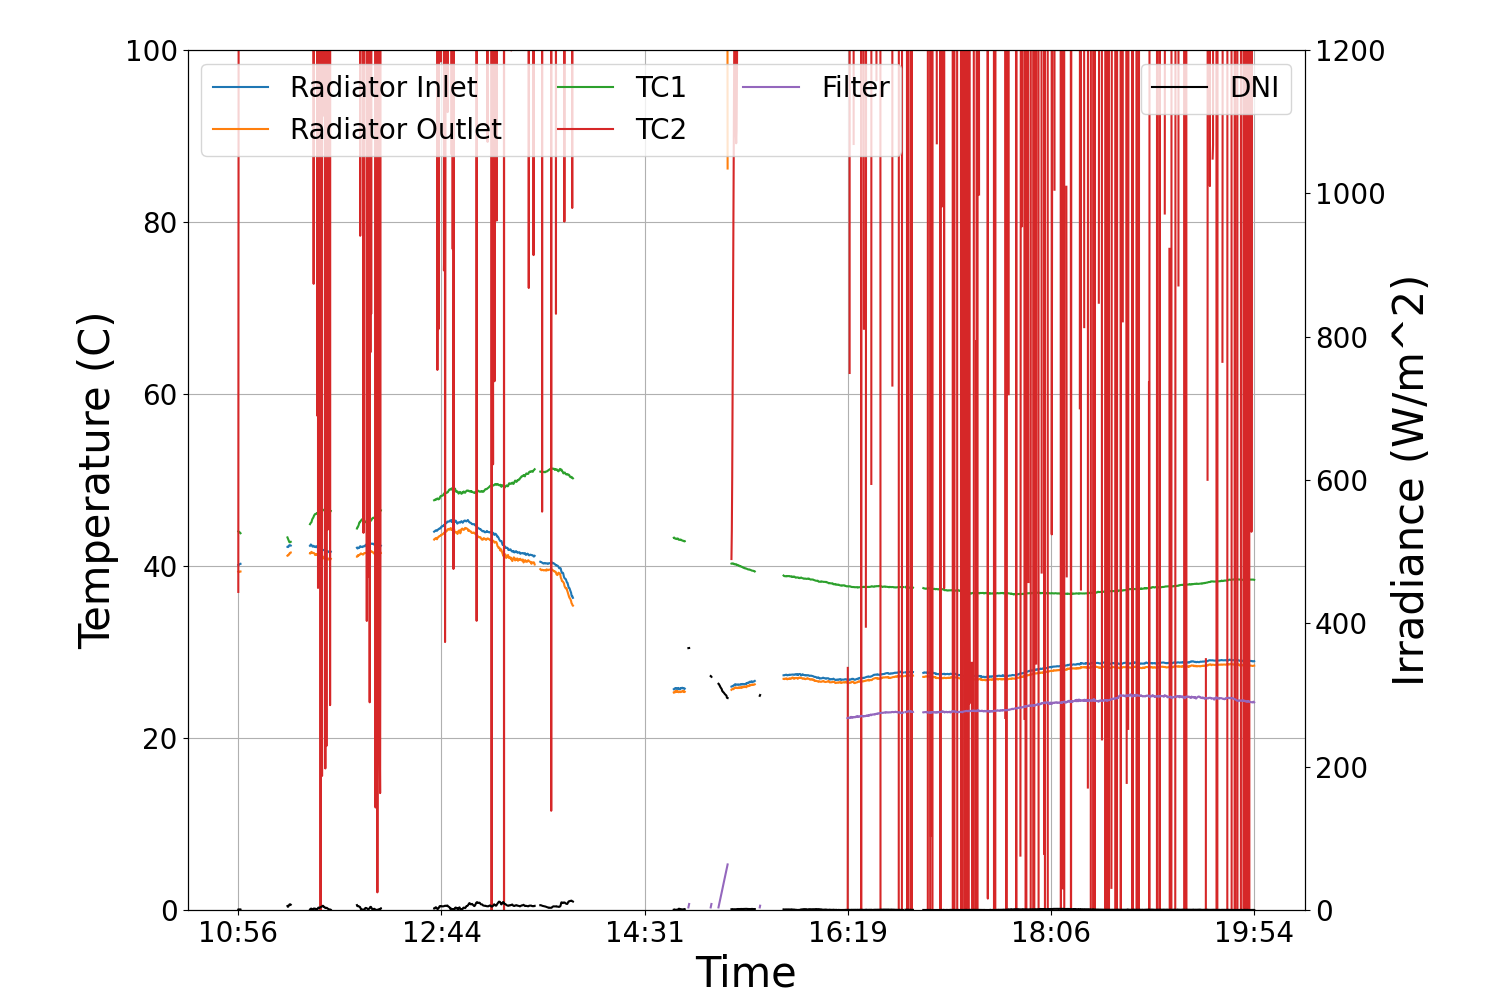 100
80
60
40
20
0
Temperature (C)
Radiator Inlet
Radiator Outlet
TC1
TC2
Filter
DNI
1200
1000
800
600
400
200
0
Irradiance (W/m^2)
10:56
12:44
14:31
16:19
18:06
19:54
Time